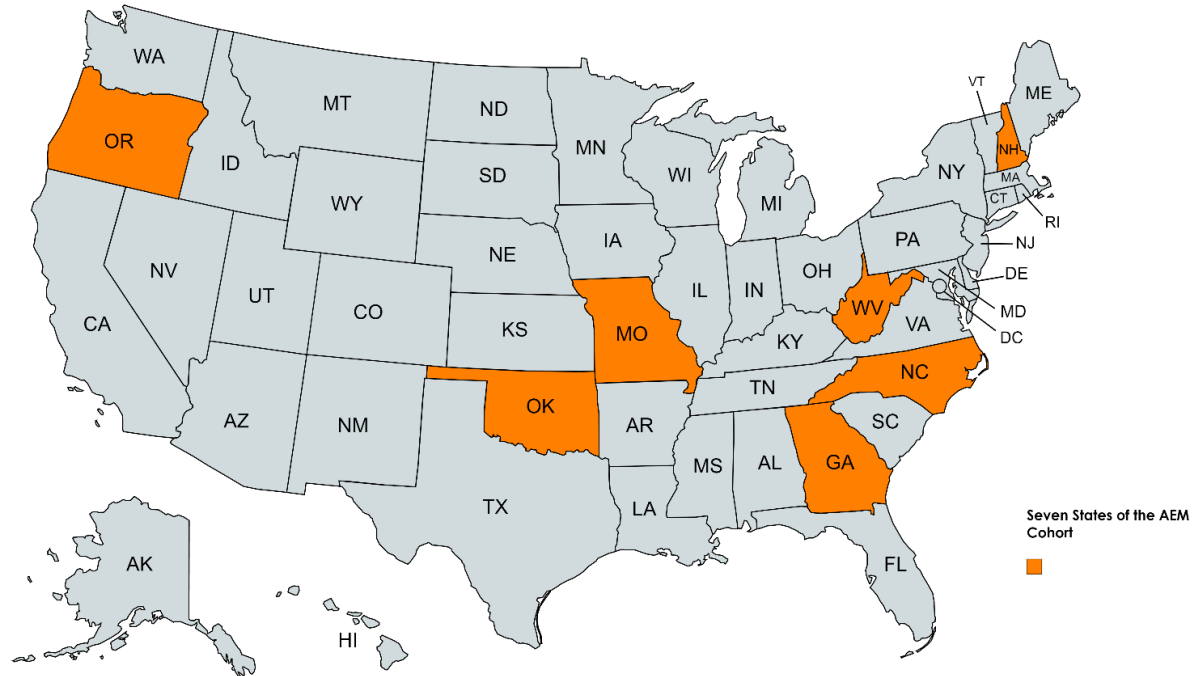 WA
MT
ND
MN
VT
ME
OR
ID
SD
WI
NH
NY
MA
WY
MI
CT
RI
IA
PA
NJ
NE
NV
OH
DE
UT
IL
IN
CO
WV
MD
CA
KS
MO
VA
DC
KY
NC
TN
OK
AZ
NM
AR
SC
MS
AL
GA
TX
LA
Seven States of the AEM
Cohort
AK
FL
HI